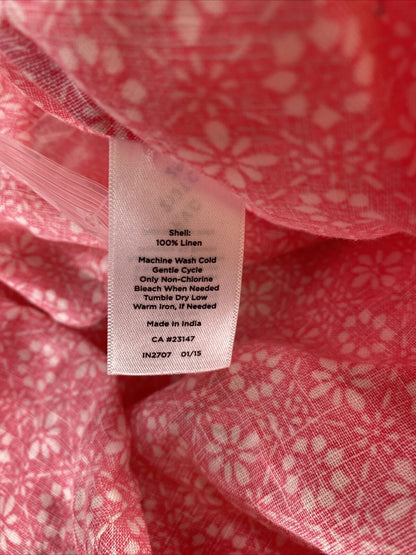 Shell:
100% Linen
Machine Wash Cold
Gentle Cycle
Only Non-Chlorine
Bleach When Needed
Tumble Dry Low
Warm Iron, If Needed
Made In India
CA #23147
IN2707 01/15